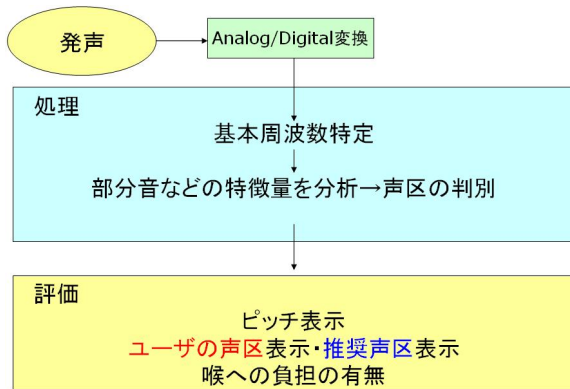 発声
Analog/Digital変換
処理
基本周波数特定
部分音などの特徴量を分析→声区の判別
評価
ピッチ表示
ユーザの声区表示・推奨声区表示
喉への負担の有無